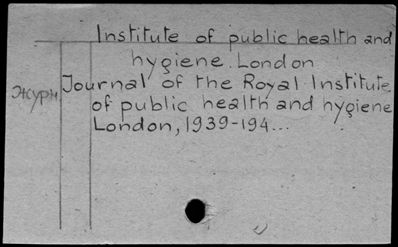 Institute of public health and
hygiene. London
Журн Journal of the Royal Institute
of public health and hygiene
London, 1939-194...